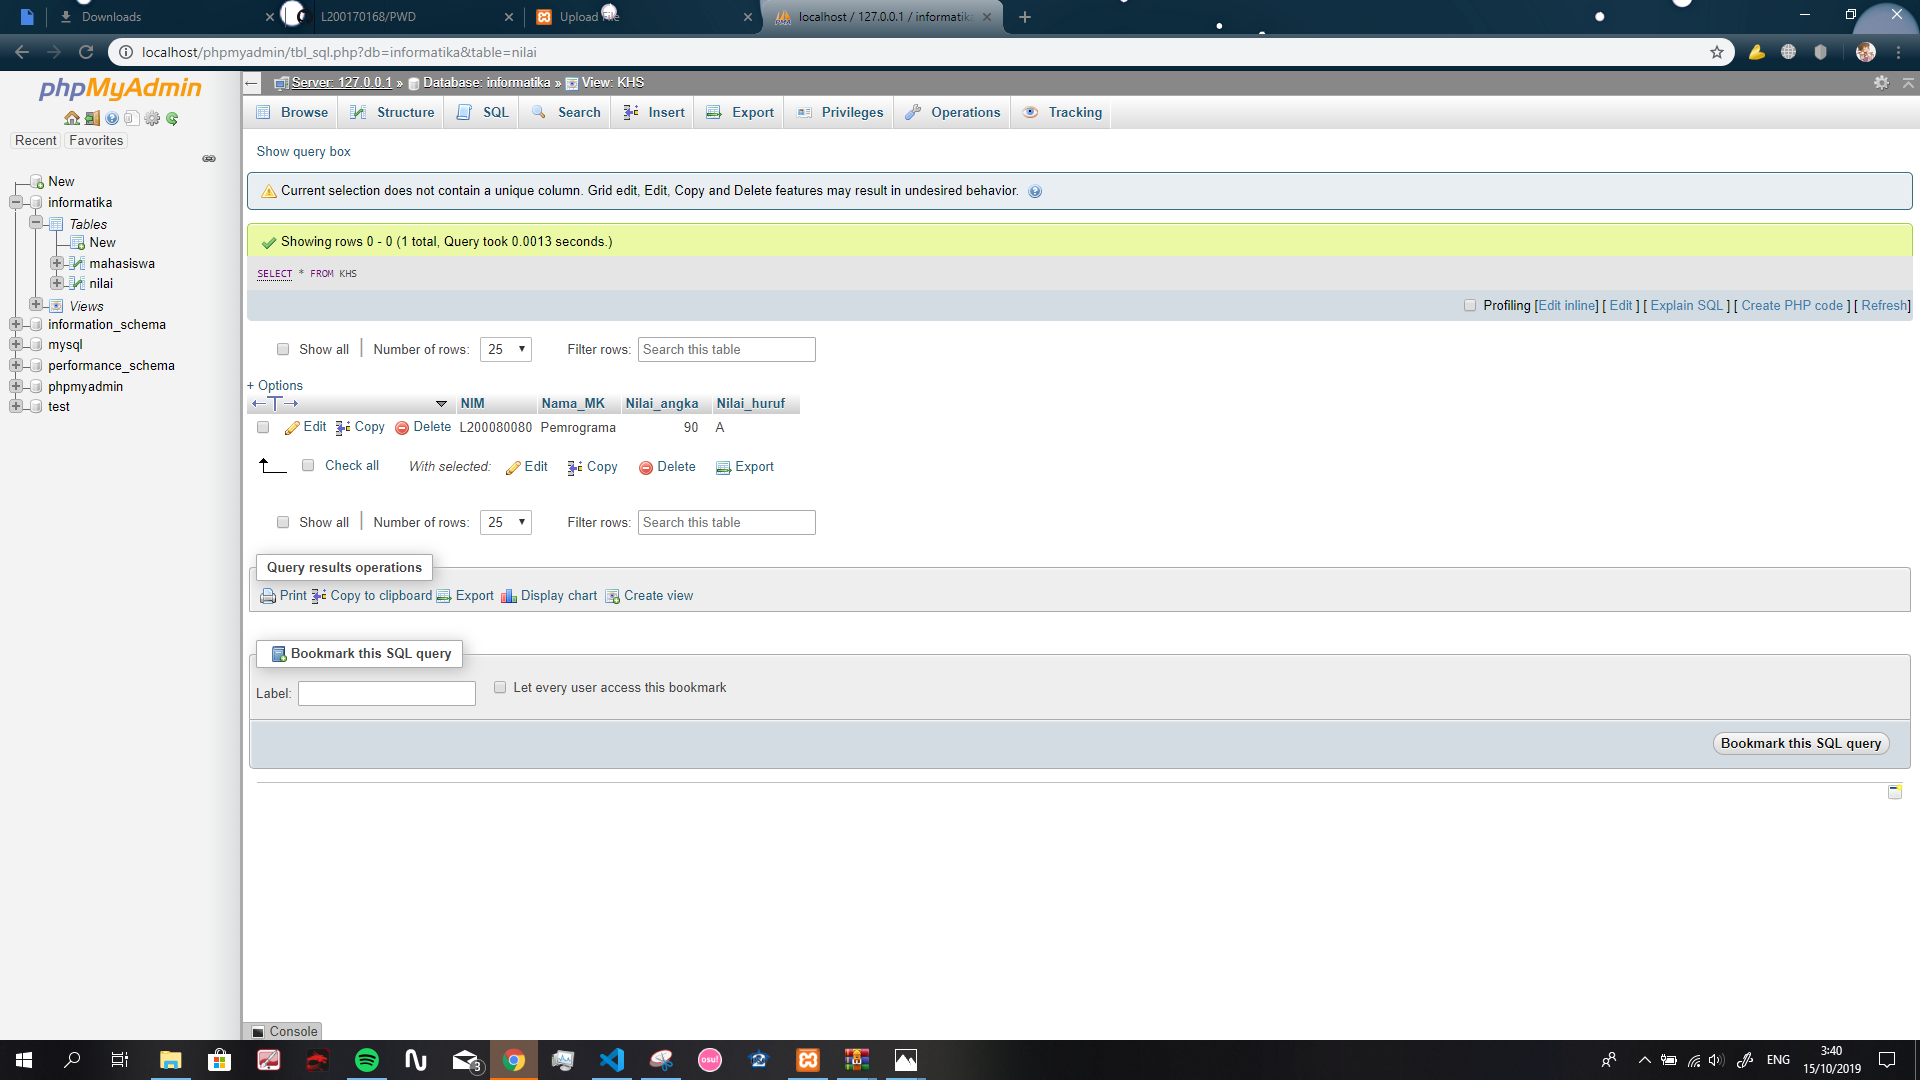 Downloads
L200170168/PWD
Upload File
localhost / 127.0.0.1 / informatika
localhost/phpmyadmin/tbl_sql.php?db=informatika&table=nilai
phpMyAdmin
Recent Favorites
New
informatika
Tables
New
mahasiswa
nilai
Views
information_schema
mysql
performance_schema
phpmyadmin
test
Server: 127.0.0.1 » Database: informatika » View: KHS
Browse Structure SQL Search Insert Export Privileges Operations Tracking
Show query box
Current selection does not contain a unique column. Grid edit, Edit, Copy and Delete features may result in undesired behavior.
Showing rows 0 - 0 (1 total, Query took 0.0013 seconds.)
SELECT * FROM KHS
Profiling [Edit inline] [ Edit ] [ Explain SQL ] [ Create PHP code ] [ Refresh]
Show all | Number of rows: 25 Filter rows: Search this table
+ Options
←T→ NIM Nama_MK Nilai_angka Nilai_huruf
Edit Copy Delete L200080080 Pemrograma 90 A
Check all With selected: Edit Copy Delete Export
Show all | Number of rows: 25 Filter rows: Search this table
Query results operations
Print Copy to clipboard Export Display chart Create view
Bookmark this SQL query
Label: Let every user access this bookmark
Bookmark this SQL query
Console
3
osu!
ENG
3:40
15/10/2019